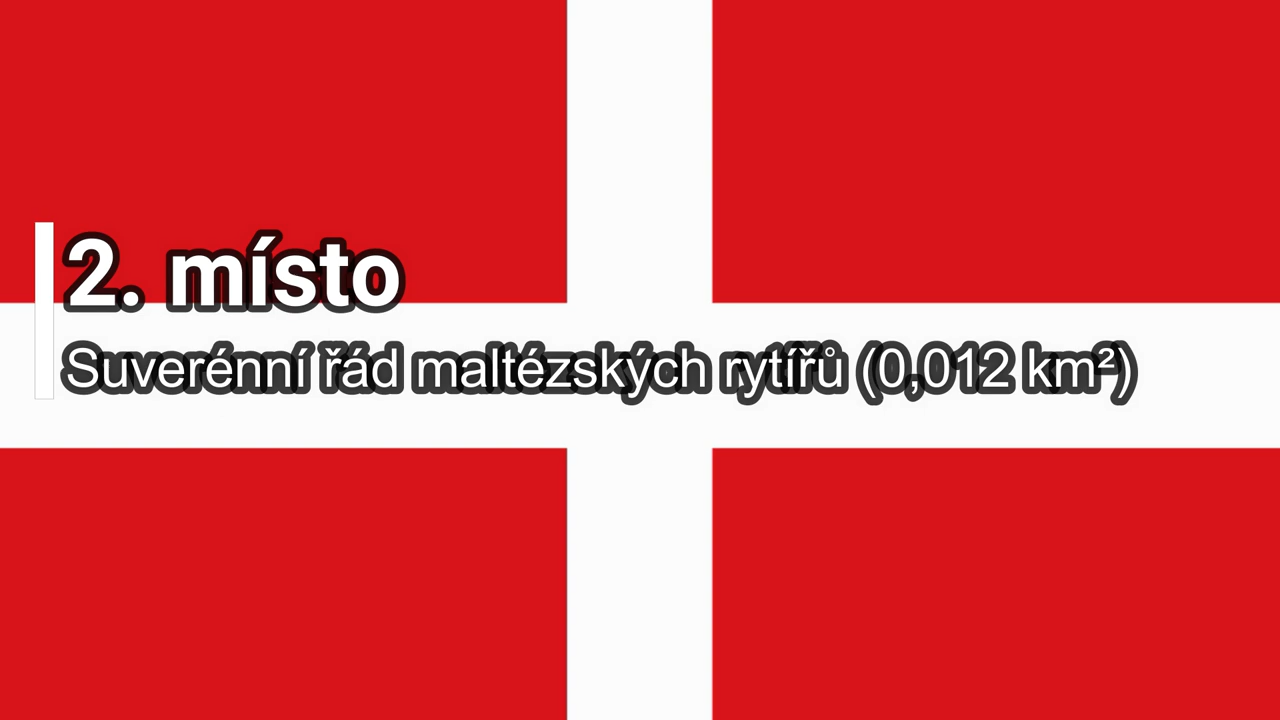 2. místo
Suverénní řád maltézských rytířů (0,012 km²)